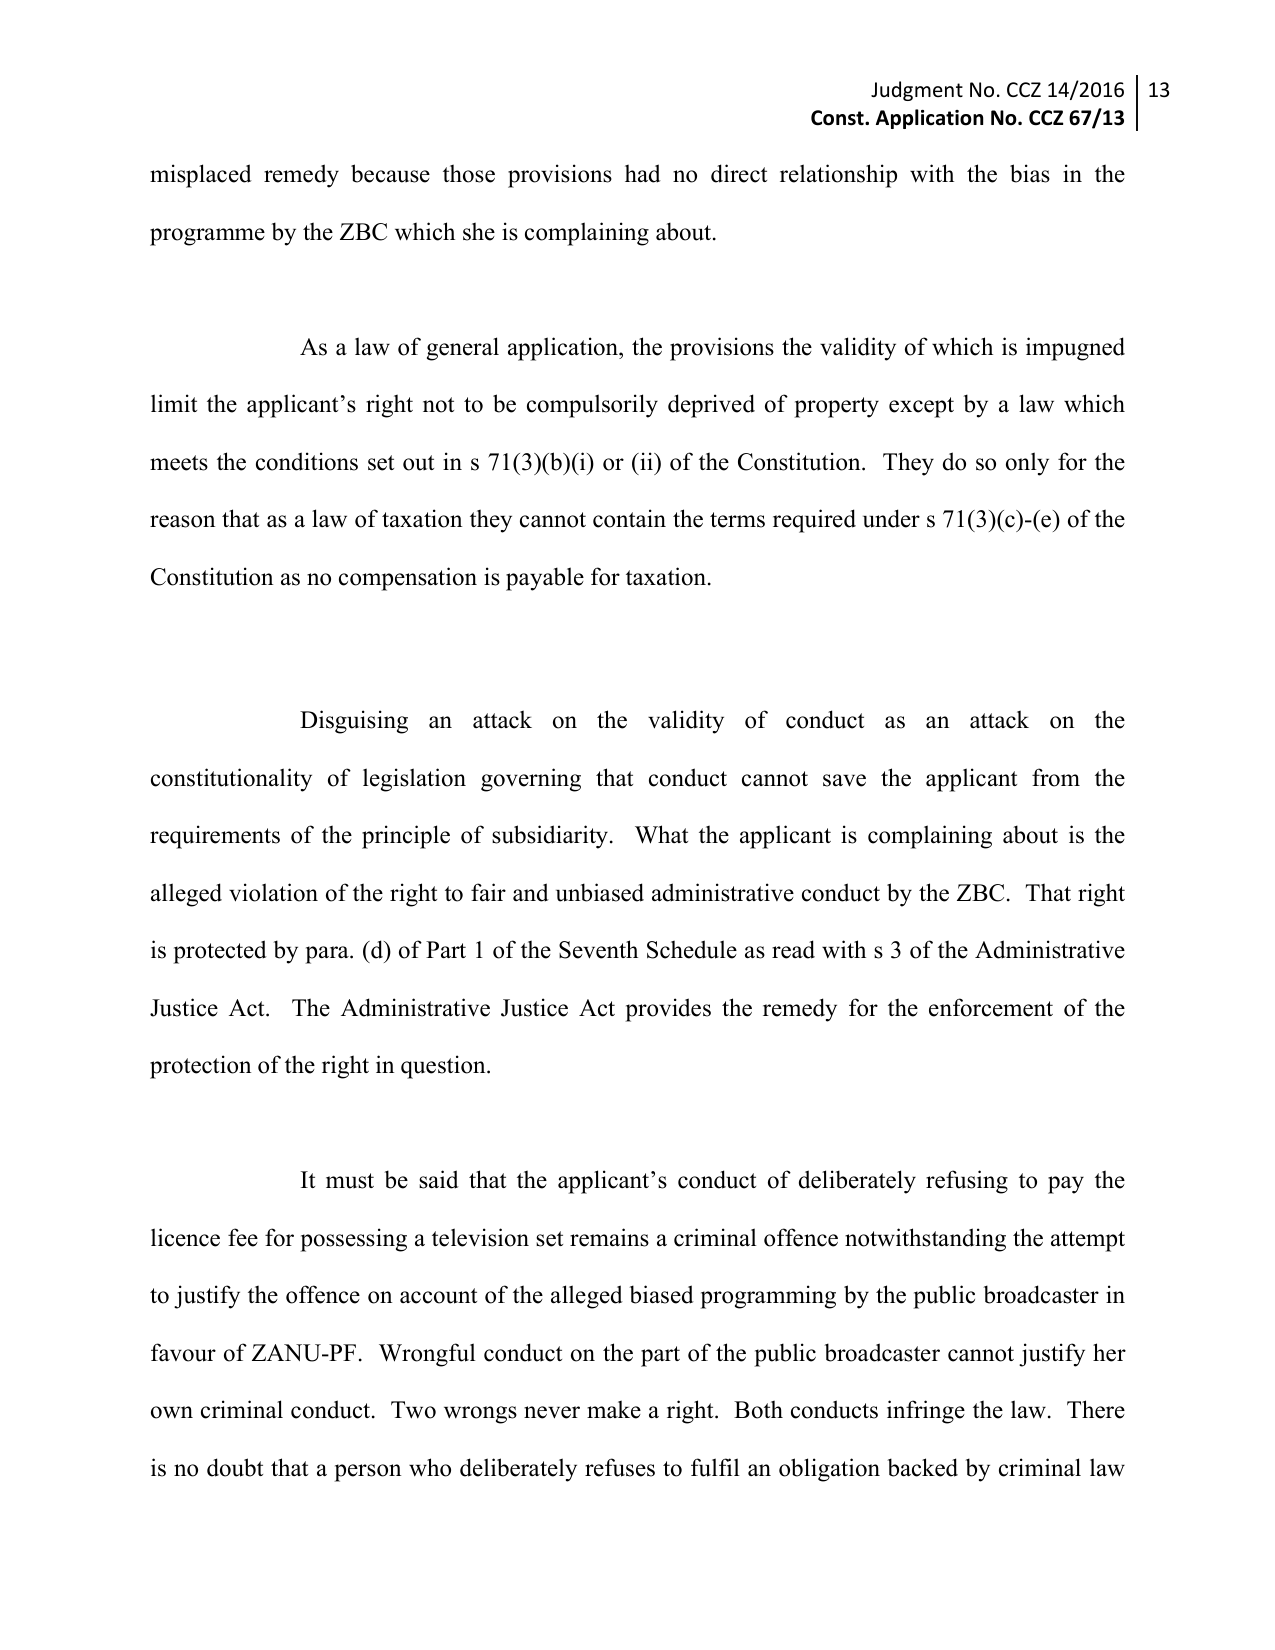 Judgment No. CCZ 14/2016 13
Const. Application No. CCZ 67/13
misplaced remedy because those provisions had no direct relationship with the bias in the
programme by the ZBC which she is complaining about.
As a law of general application, the provisions the validity of which is impugned
limit the applicant’s right not to be compulsorily deprived of property except by a law which
meets the conditions set out in s 71(3)(b)(i) or (ii) of the Constitution. They do so only for the
reason that as a law of taxation they cannot contain the terms required under s 71(3)(c)-(e) of the
Constitution as no compensation is payable for taxation.
Disguising an attack on the validity of conduct as an attack on the
constitutionality of legislation governing that conduct cannot save the applicant from the
requirements of the principle of subsidiarity. What the applicant is complaining about is the
alleged violation of the right to fair and unbiased administrative conduct by the ZBC. That right
is protected by para. (d) of Part 1 of the Seventh Schedule as read with s 3 of the Administrative
Justice Act. The Administrative Justice Act provides the remedy for the enforcement of the
protection of the right in question.
It must be said that the applicant’s conduct of deliberately refusing to pay the
licence fee for possessing a television set remains a criminal offence notwithstanding the attempt
to justify the offence on account of the alleged biased programming by the public broadcaster in
favour of ZANU-PF. Wrongful conduct on the part of the public broadcaster cannot justify her
own criminal conduct. Two wrongs never make a right. Both conducts infringe the law. There
is no doubt that a person who deliberately refuses to fulfil an obligation backed by criminal law